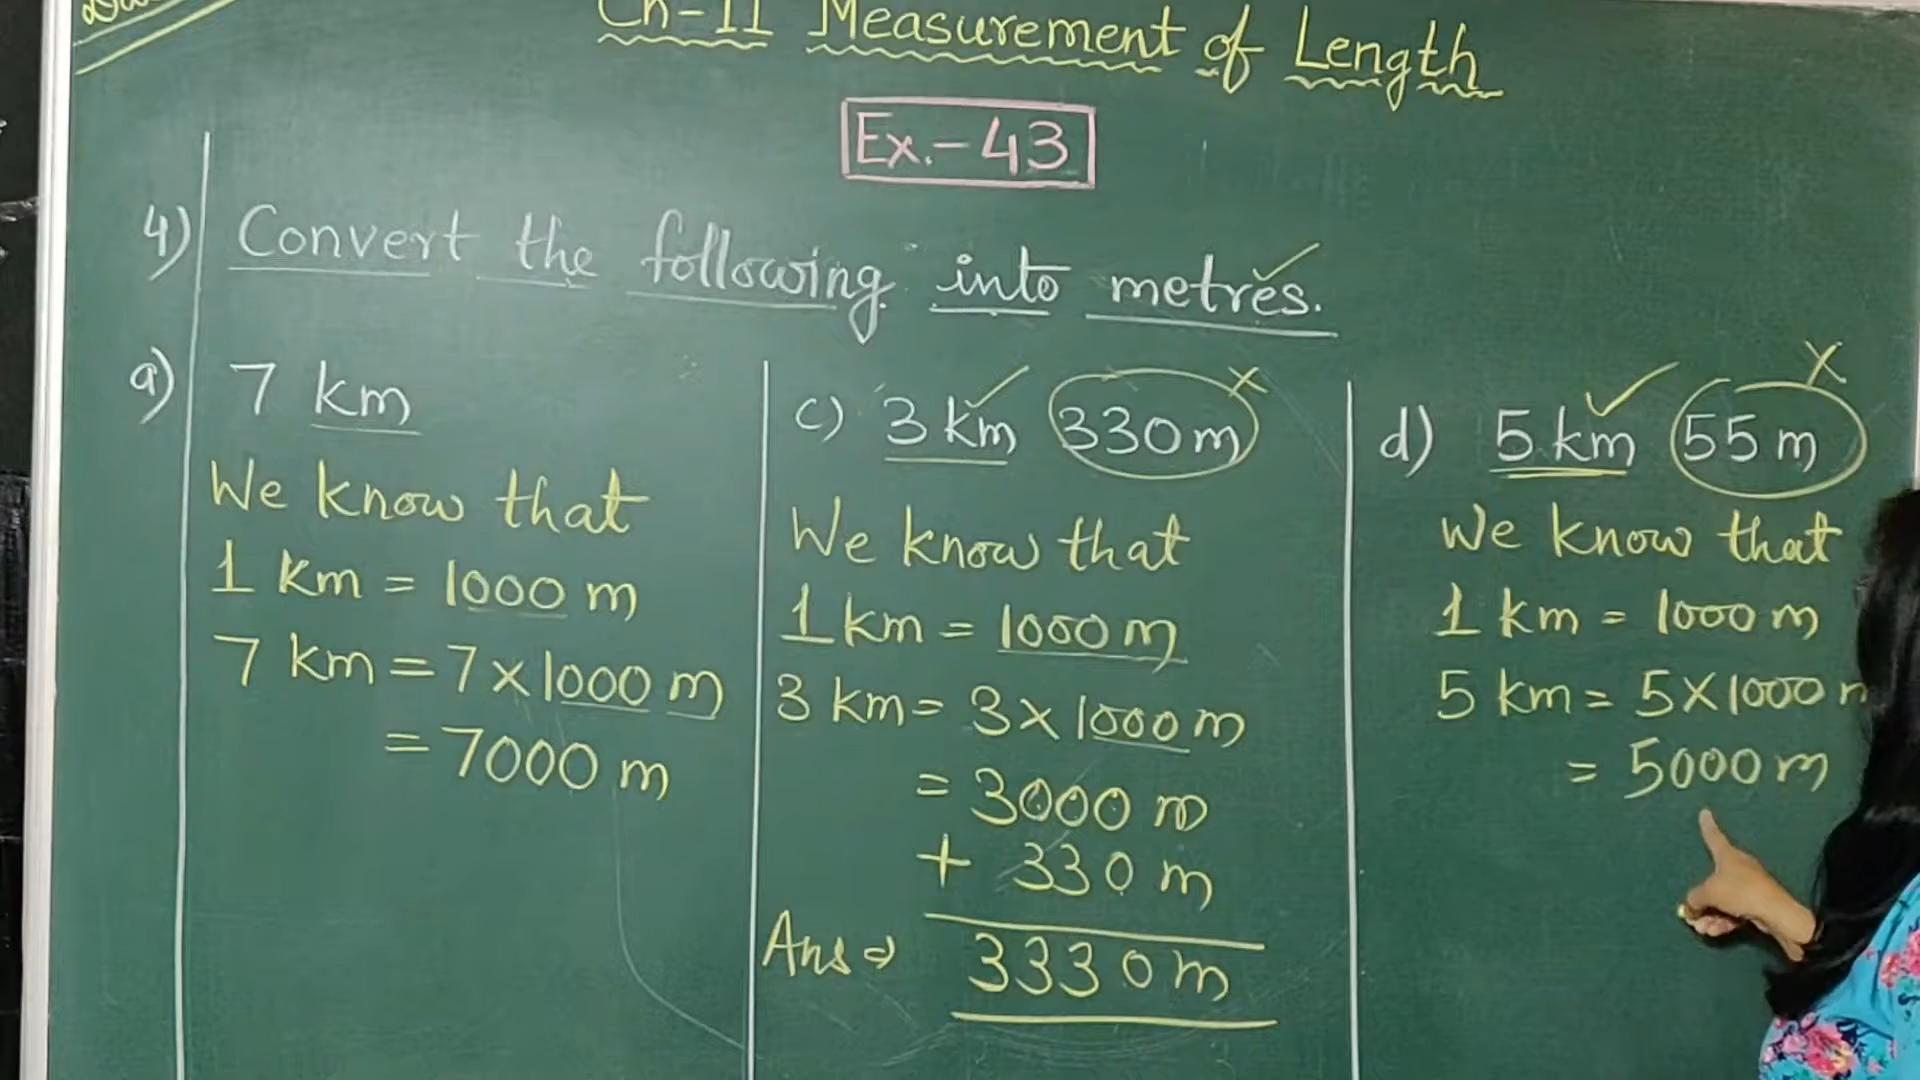 Ch-11 Measurement of Length
Ex.-43
4) Convert the following into metres.
a) 7 km
We know that
1 km = 1000 m
7 km = 7 × 1000 m
= 7000 m
c) 3 km 330 m
We know that
1 km = 1000 m
3 km = 3 × 1000 m
= 3000 m
+ 330 m
Ans ⇒ 3330 m
d) 5 km 55 m
We know that
1 km = 1000 m
5 km = 5 × 1000 m
= 5000 m